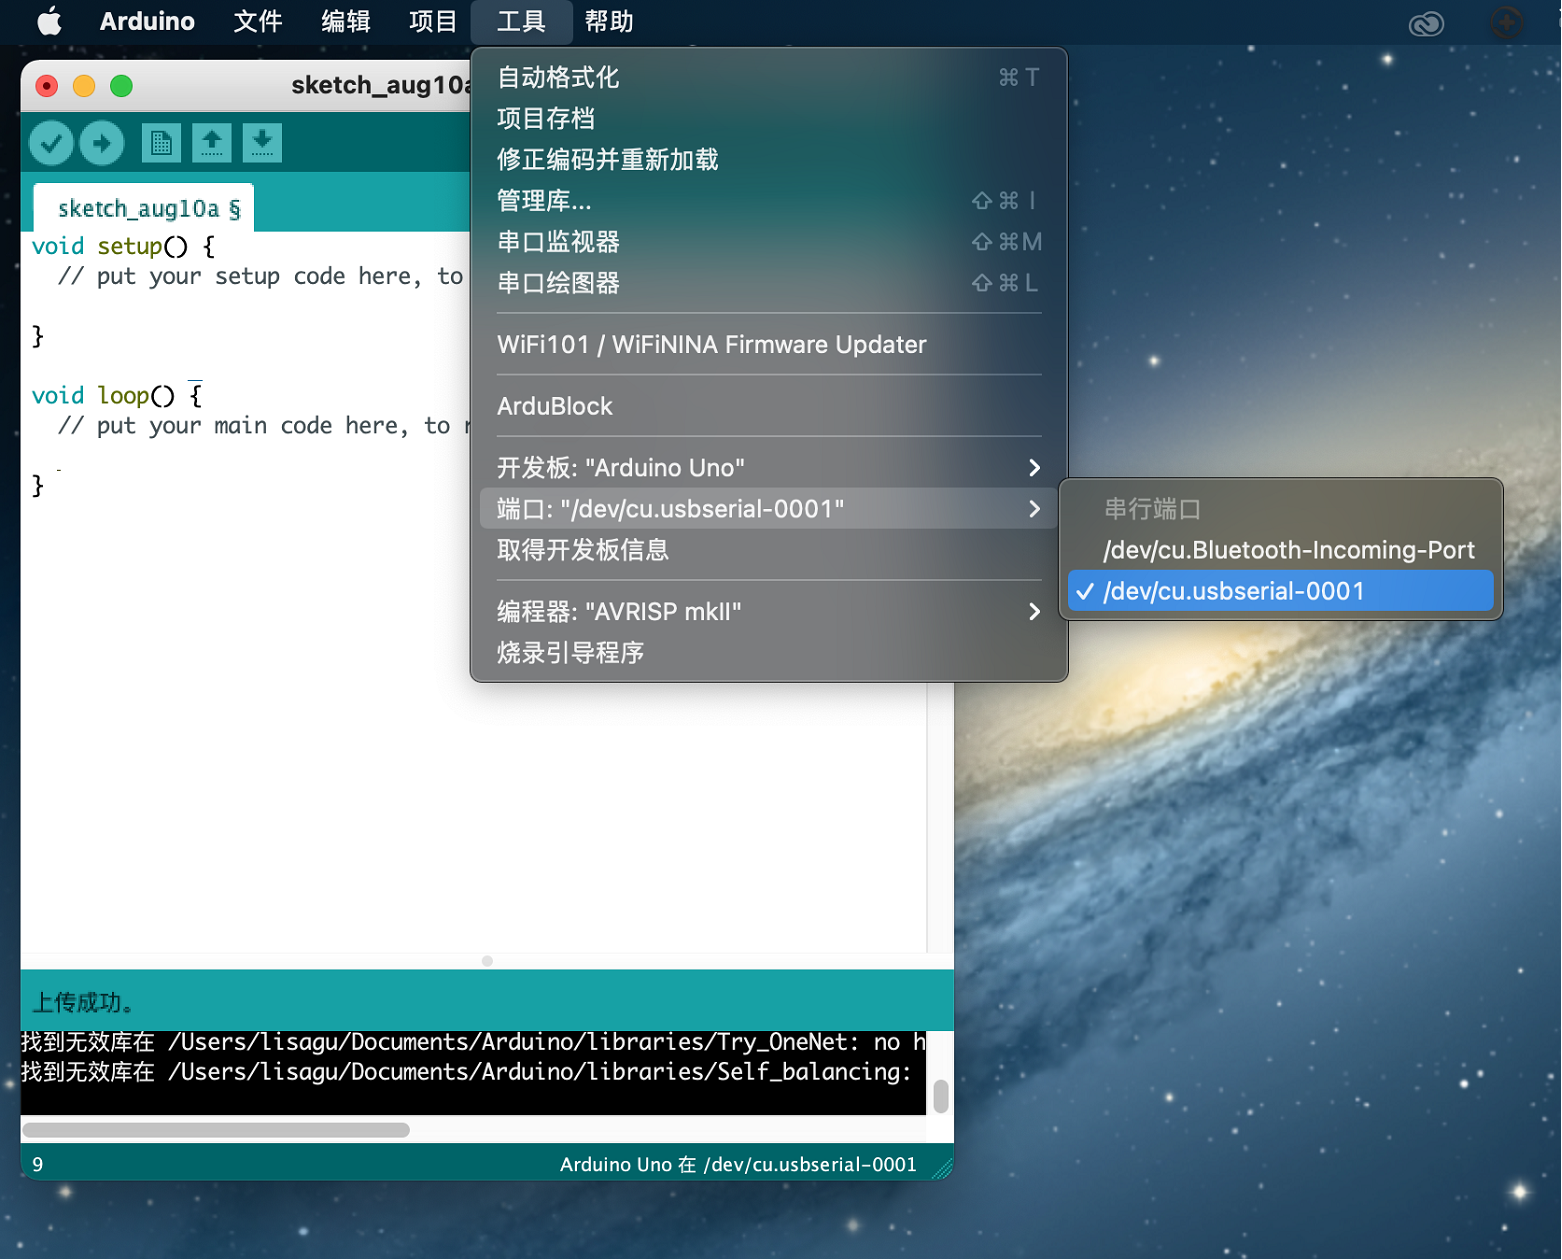 Arduino 文件 编辑 项目 工具 帮助
sketch_aug10a
自动格式化 ⌘T
项目存档
修正编码并重新加载
管理库... ⇧⌘I
串口监视器 ⇧⌘M
串口绘图器 ⇧⌘L
WiFi101 / WiFiNINA Firmware Updater
ArduBlock
开发板: "Arduino Uno"
端口: "/dev/cu.usbserial-0001"
取得开发板信息
编程器: "AVRISP mkII"
烧录引导程序
串行端口
/dev/cu.Bluetooth-Incoming-Port
✓ /dev/cu.usbserial-0001
sketch_aug10a §
void setup() {
// put your setup code here, to
}
void loop() {
// put your main code here, to
}
上传成功。
找到无效库在 /Users/lisagu/Documents/Arduino/libraries/Try_OneNet: no h
找到无效库在 /Users/lisagu/Documents/Arduino/libraries/Self_balancing:
9
Arduino Uno 在 /dev/cu.usbserial-0001